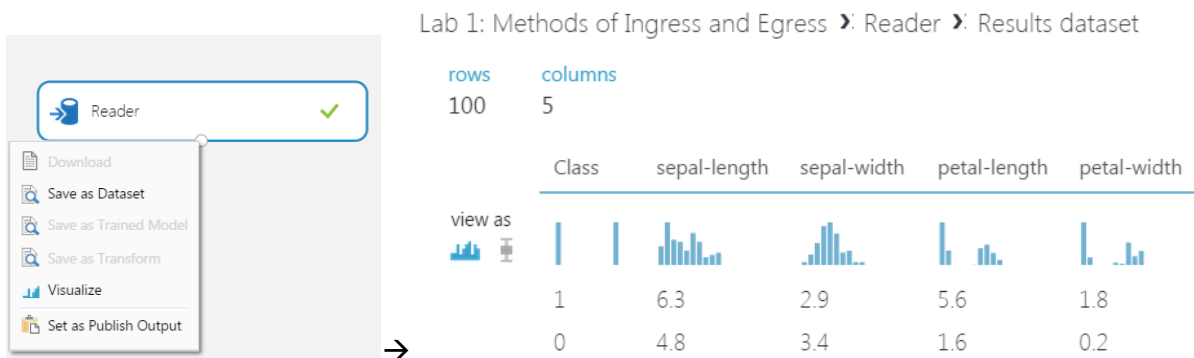 Reader
Download
Save as Dataset
Save as Trained Model
Save as Transform
Visualize
Set as Publish Output
→
Lab 1: Methods of Ingress and Egress > Reader > Results dataset
rows columns
100 5
Class sepal-length sepal-width petal-length petal-width
view as
1 6.3 2.9 5.6 1.8
0 4.8 3.4 1.6 0.2